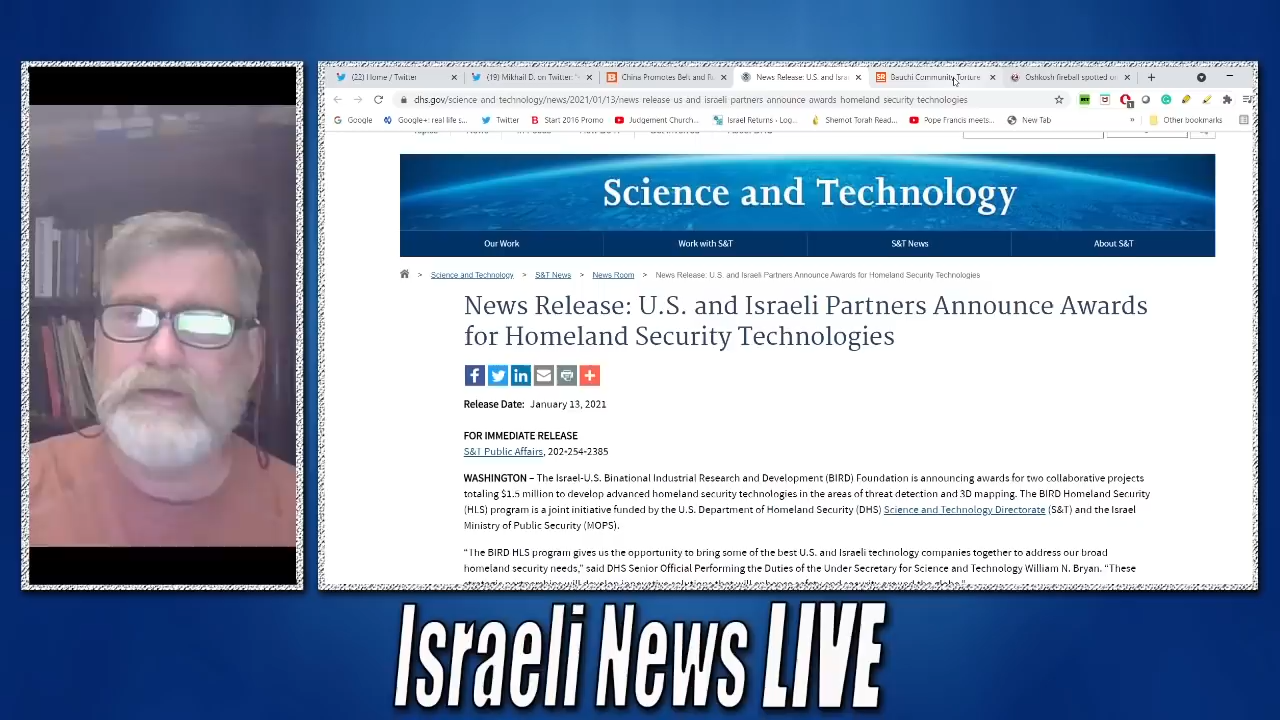 (22) Home / Twitter
(19) Mikhail D. on Twitter: "
China Promotes Belt and R
News Release: U.S. and Isra
Bauchi Community Torture
Oshkosh fireball spotted o
dhs.gov/science-and-technology/news/2021/01/13/news-release-us-and-israeli-partners-announce-awards-homeland-security-technologies
Google
Google+: real life s...
Twitter
Start 2016 Promo
Judgement Church...
Israel Returns - Log...
Shemot Torah Read...
Pope Francis meets...
New Tab
»
Other bookmarks
Science and Technology
Our Work
Work with S&T
S&T News
About S&T
> Science and Technology > S&T News > News Room > News Release: U.S. and Israeli Partners Announce Awards for Homeland Security Technologies
News Release: U.S. and Israeli Partners Announce Awards
for Homeland Security Technologies
Release Date: January 13, 2021
FOR IMMEDIATE RELEASE
S&T Public Affairs, 202-254-2385
WASHINGTON – The Israel-U.S. Binational Industrial Research and Development (BIRD) Foundation is announcing awards for two collaborative projects
totaling $1.5 million to develop advanced homeland security technologies in the areas of threat detection and 3D mapping. The BIRD Homeland Security
(HLS) program is a joint initiative funded by the U.S. Department of Homeland Security (DHS) Science and Technology Directorate (S&T) and the Israel
Ministry of Public Security (MOPS).
"The BIRD HLS program gives us the opportunity to bring some of the best U.S. and Israeli technology companies together to address our broad
homeland security needs," said DHS Senior Official Performing the Duties of the Under Secretary for Science and Technology William N. Bryan. "These
Israeli News LIVE